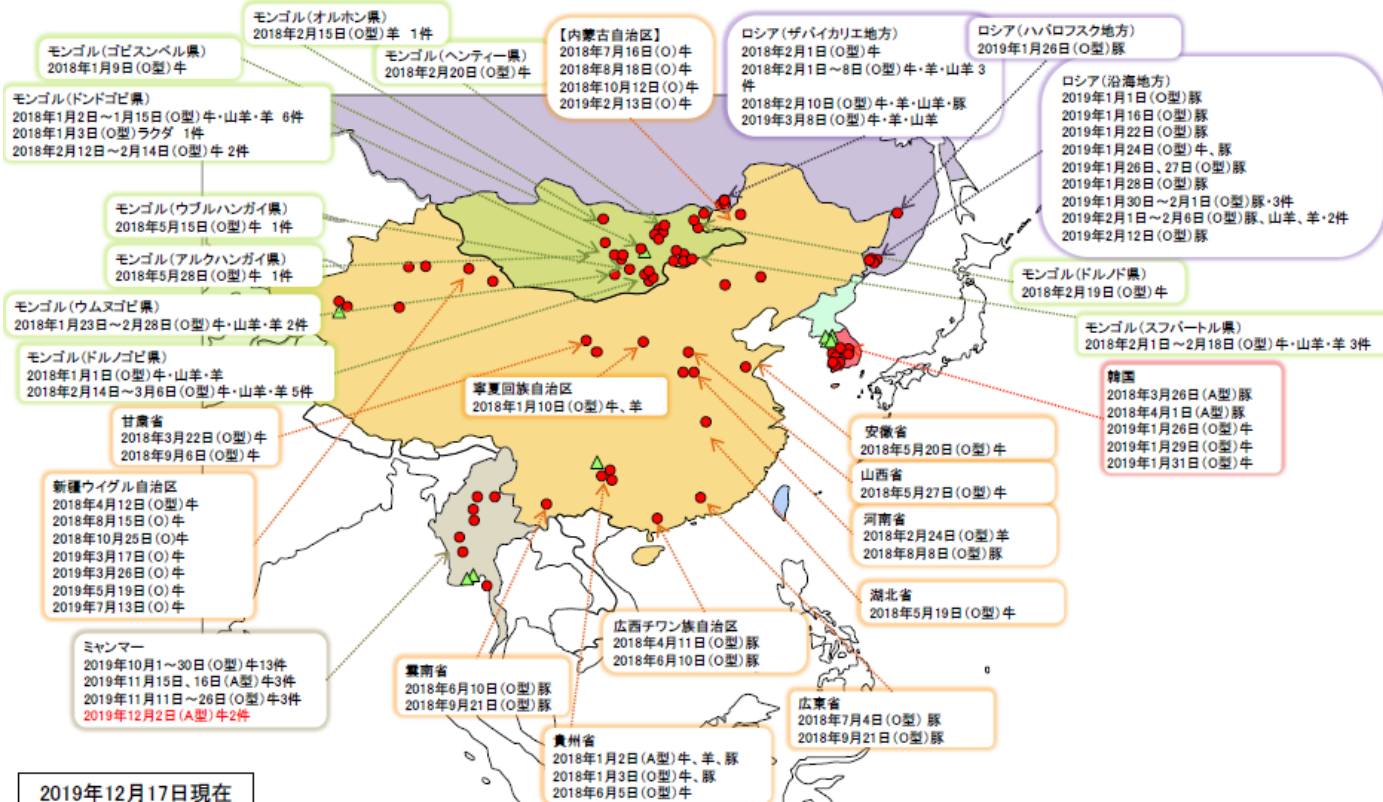 モンゴル(オルホン県)
2018年2月15日(O型)羊 1件
モンゴル(ゴビスンベル県)
2018年1月9日(O型)牛
モンゴル(ヘンティー県)
2018年2月20日(O型)牛
【内蒙古自治区】
2018年7月16日(O)牛
2018年8月18日(O)牛
2018年10月12日(O)牛
2019年2月13日(O)牛
ロシア(ザバイカリエ地方)
2018年2月1日(O型)牛
2018年2月1日～8日(O型)牛・羊・山羊 3
件
2018年2月10日(O型)牛・羊・山羊・豚
2019年3月8日(O型)牛・羊・山羊
ロシア(ハバロフスク地方)
2019年1月26日(O型)豚
ロシア(沿海地方)
2019年1月1日(O型)豚
2019年1月16日(O型)豚
2019年1月22日(O型)豚
2019年1月24日(O型)牛、豚
2019年1月26日、27日(O型)豚
2019年1月28日(O型)豚
2019年1月30日～2月1日(O型)豚・3件
2019年2月1日～2月6日(O型)豚、山羊、羊・2件
2019年2月12日(O型)豚
モンゴル(ドンドゴビ県)
2018年1月2日～1月15日(O型)牛・山羊・羊 6件
2018年1月3日(O型)ラクダ 1件
2018年2月12日～2月14日(O型)牛 2件
モンゴル(ウブルハンガイ県)
2018年5月15日(O型)牛 1件
モンゴル(アルクハンガイ県)
2018年5月28日(O型)牛 1件
モンゴル(ウムヌゴビ県)
2018年1月23日～2月28日(O型)牛・山羊・羊 2件
モンゴル(ドルノゴビ県)
2018年1月1日(O型)牛・山羊・羊
2018年2月14日～3月6日(O型)牛・山羊・羊 5件
モンゴル(ドルノド県)
2018年2月19日(O型)牛
モンゴル(スフバートル県)
2018年2月1日～2月18日(O型)牛・山羊・羊 3件
韓国
2018年3月26日(A型)豚
2018年4月1日(A型)豚
2019年1月26日(O型)牛
2019年1月29日(O型)牛
2019年1月31日(O型)牛
寧夏回族自治区
2018年1月10日(O型)牛、羊
甘粛省
2018年3月22日(O型)牛
2018年9月6日(O型)牛
安徽省
2018年5月20日(O型)牛
山西省
2018年5月27日(O型)牛
河南省
2018年2月24日(O型)羊
2018年8月8日(O型)豚
湖北省
2018年5月19日(O型)牛
新疆ウイグル自治区
2018年4月12日(O型)牛
2018年8月15日(O)牛
2018年10月25日(O)牛
2019年3月17日(O)牛
2019年3月26日(O)牛
2019年5月19日(O)牛
2019年7月13日(O)牛
ミャンマー
2019年10月1～30日(O型)牛13件
2019年11月15日、16日(A型)牛3件
2019年11月11日～26日(O型)牛3件
2019年12月2日(A型)牛2件
雲南省
2018年6月10日(O型)豚
2018年9月21日(O型)豚
広西チワン族自治区
2018年4月11日(O型)豚
2018年6月10日(O型)豚
広東省
2018年7月4日(O型) 豚
2018年9月21日(O型)豚
貴州省
2018年1月2日(A型)牛、羊、豚
2018年1月3日(O型)牛、豚
2018年6月5日(O型)牛
2019年12月17日現在